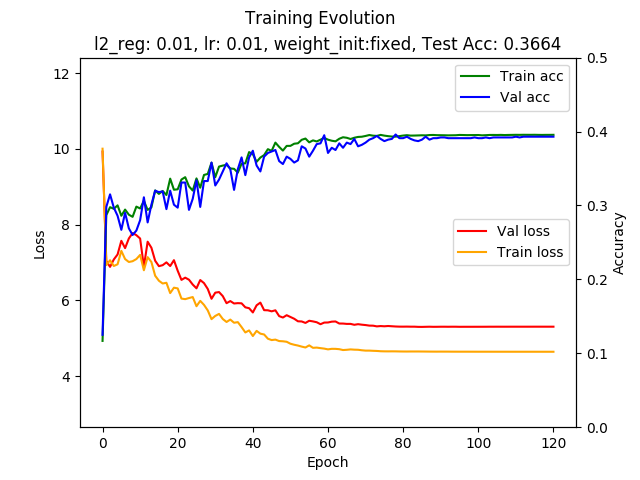 Training Evolution
l2_reg: 0.01, lr: 0.01, weight_init:fixed, Test Acc: 0.3664
Train acc
Val acc
Val loss
Train loss
Loss
12
10
8
6
4
Accuracy
0.5
0.4
0.3
0.2
0.1
0.0
0 20 40 60 80 100 120
Epoch